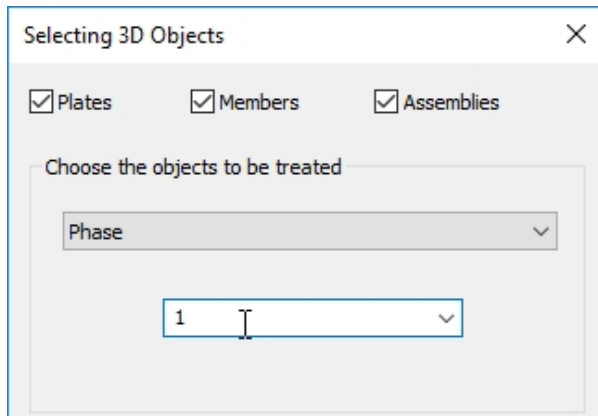 Selecting 3D Objects
Plates Members Assemblies
Choose the objects to be treated
Phase
1